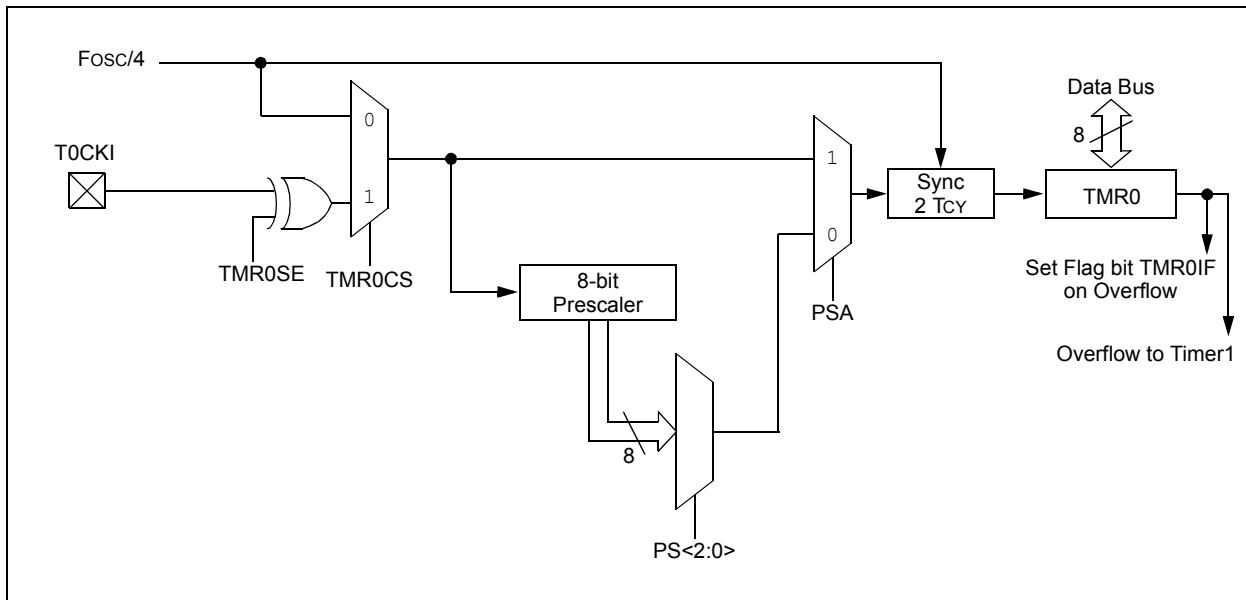 FOSC/4
Data Bus
8
T0CKI
0
1
1
0
Sync
2 TCY
TMR0
TMR0SE
TMR0CS
8-bit
Prescaler
PSA
Set Flag bit TMR0IF
on Overflow
Overflow to Timer1
8
PS<2:0>